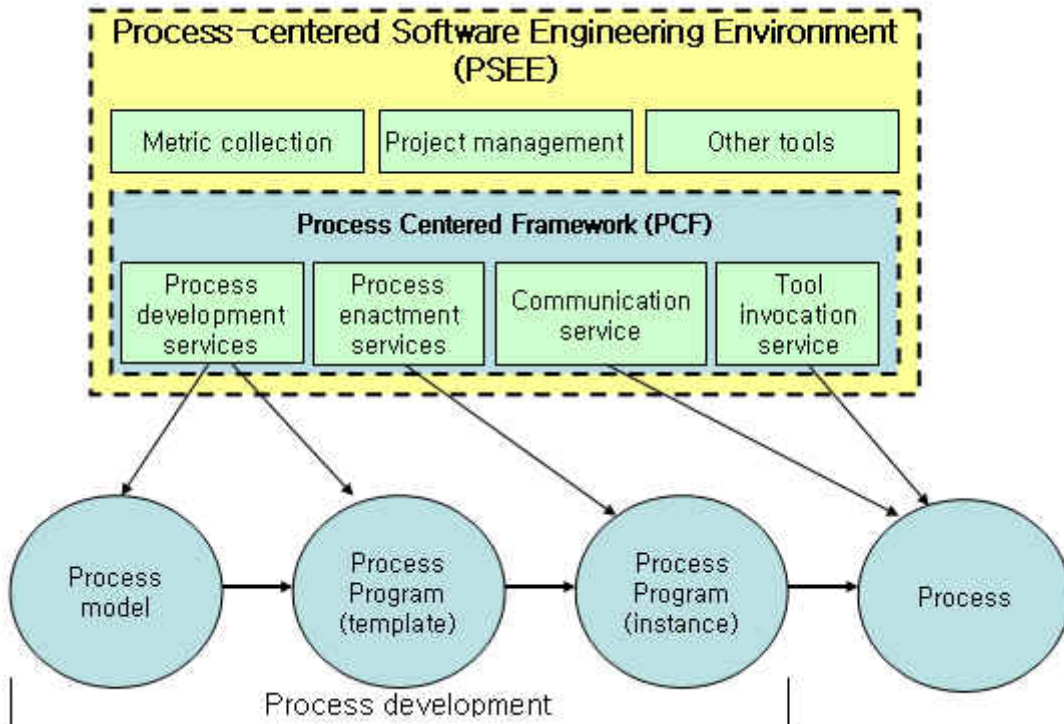 Process-centered Software Engineering Environment
(PSEE)
Metric collection
Project management
Other tools
Process Centered Framework (PCF)
Process
development
services
Process
enactment
services
Communication
service
Tool
invocation
service
Process
model
Process
Program
(template)
Process
Program
(instance)
Process
Process development